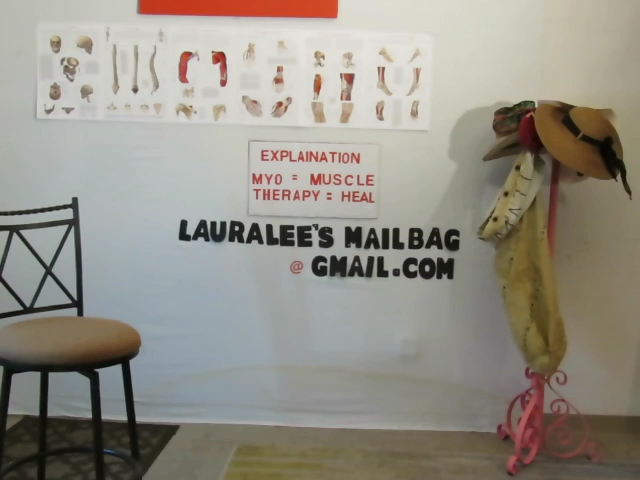 EXPLAINATION
MYO = MUSCLE
THERAPY = HEAL
LAURALEE'S MAILBAG
@ GMAIL.COM